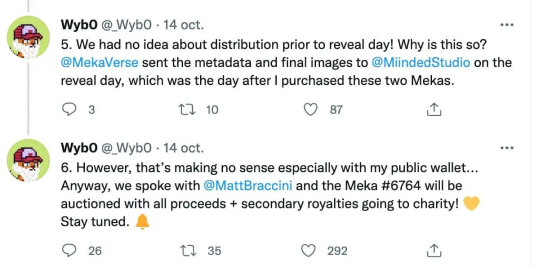 Wyb0 @_Wyb0 · 14 oct.
5. We had no idea about distribution prior to reveal day! Why is this so?
@MekaVerse sent the metadata and final images to @MiindedStudio on the
reveal day, which was the day after I purchased these two Mekas.
3 10 87
Wyb0 @_Wyb0 · 14 oct.
6. However, that's making no sense especially with my public wallet...
Anyway, we spoke with @MattBraccini and the Meka #6764 will be
auctioned with all proceeds + secondary royalties going to charity! 💛
Stay tuned. 🔔
26 35 292